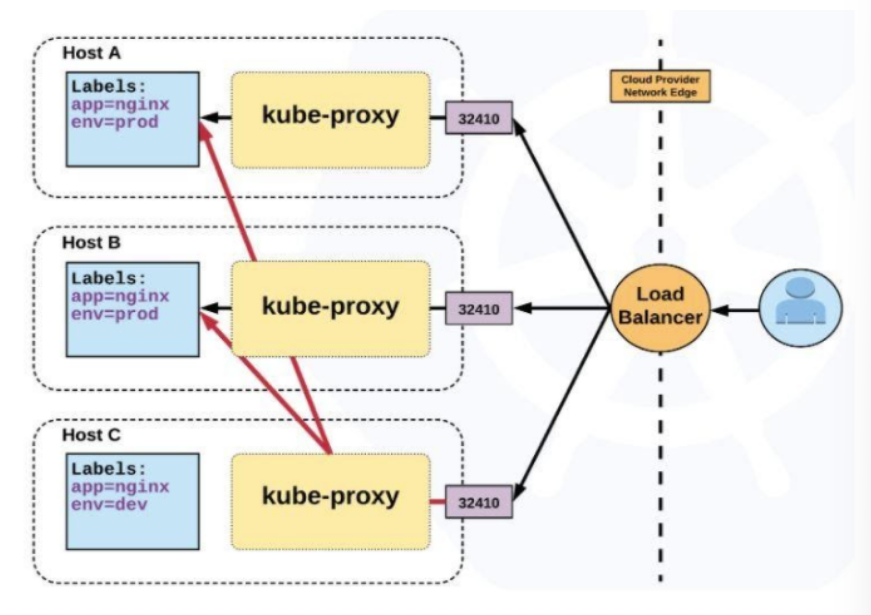 Host A
Labels:
app=nginx
env=prod
kube-proxy
32410
Cloud Provider
Network Edge
Host B
Labels:
app=nginx
env=prod
kube-proxy
32410
Load
Balancer
Host C
Labels:
app=nginx
env=dev
kube-proxy
32410